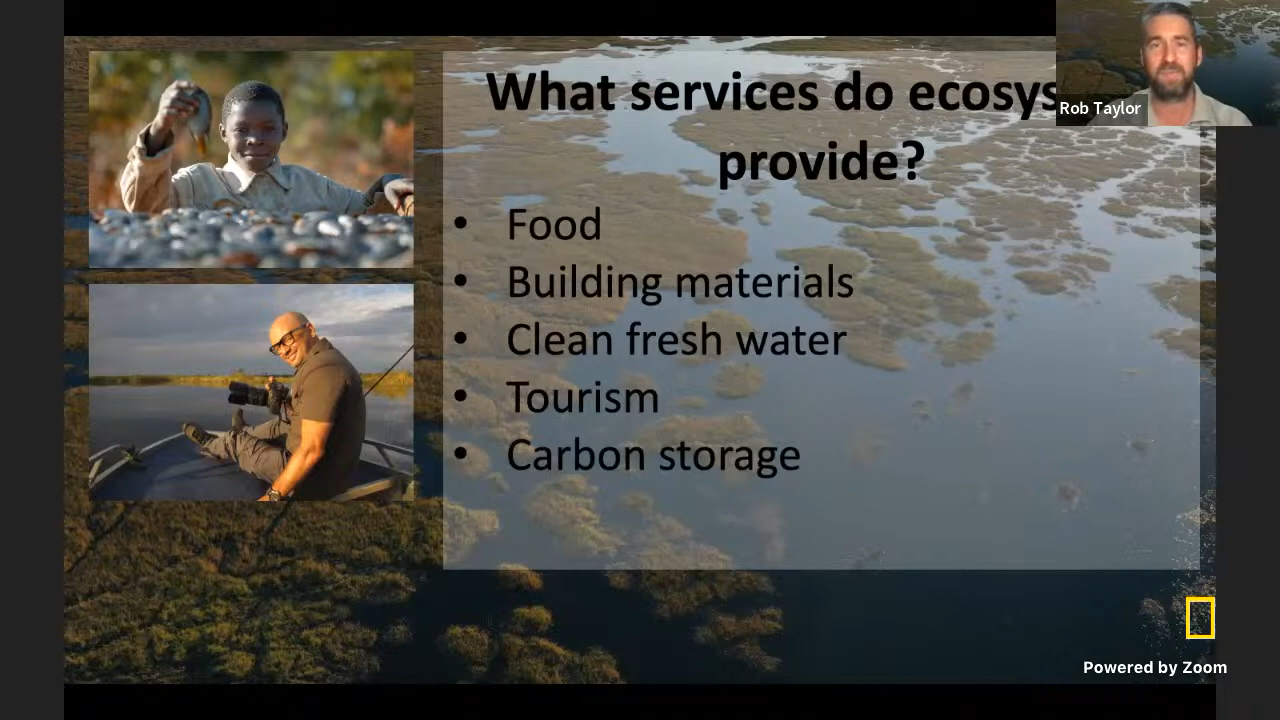 What services do ecosys
Rob Taylor
provide?
• Food
• Building materials
• Clean fresh water
• Tourism
• Carbon storage
Powered by Zoom